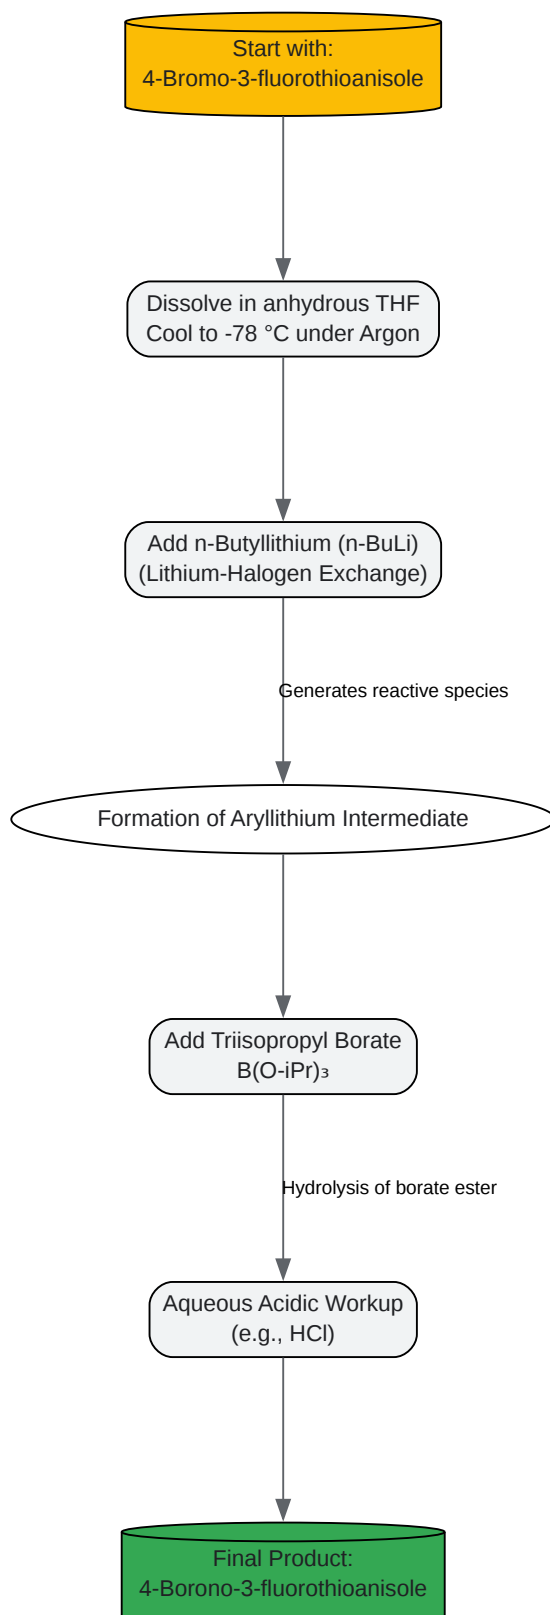 Start with:
4-Bromo-3-fluorothioanisole
Dissolve in anhydrous THF
Cool to -78 °C under Argon
Add n-Butyllithium (n-BuLi)
(Lithium-Halogen Exchange)
Generates reactive species
Formation of Aryllithium Intermediate
Add Triisopropyl Borate
B(O-iPr)₃
Hydrolysis of borate ester
Aqueous Acidic Workup
(e.g., HCl)
Final Product:
4-Borono-3-fluorothioanisole